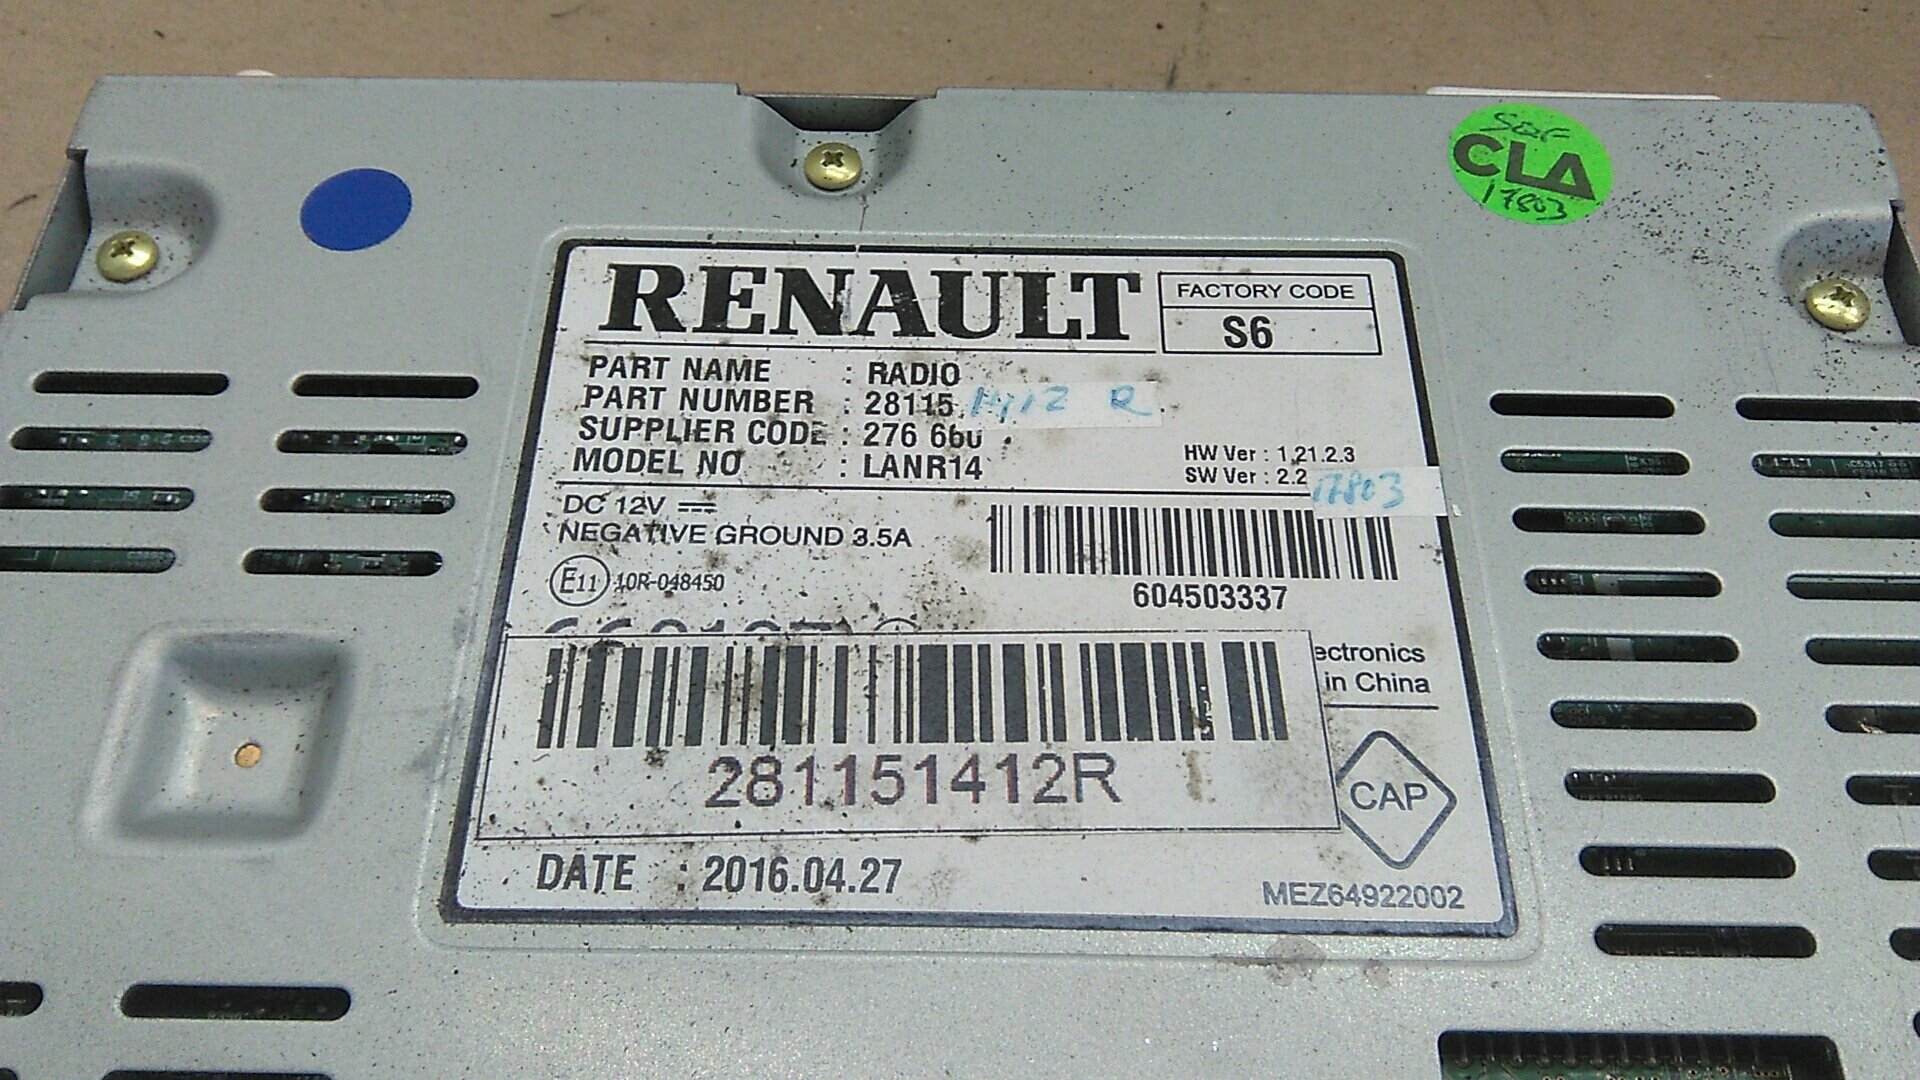 SAF
CLA
17803
RENAULT
FACTORY CODE
S6
PART NAME : RADIO
PART NUMBER : 28115 1412 R
SUPPLIER CODE : 276 660
MODEL NO : LANR14
HW Ver : 1.21.2.3
SW Ver : 2.2
17803
DC 12V
NEGATIVE GROUND 3.5A
E11 10R-048450
604503337
ectronics
in China
281151412R
CAP
DATE : 2016.04.27
MEZ64922002